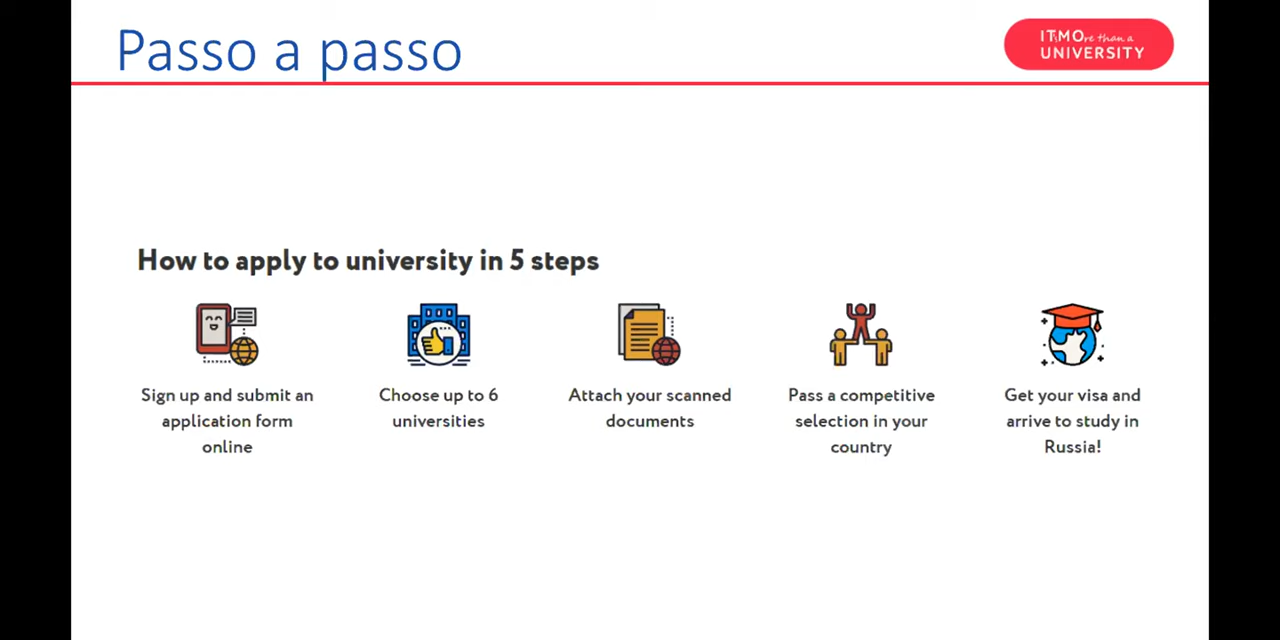 Passo a passo
ITMOre than a
UNIVERSITY
How to apply to university in 5 steps
Sign up and submit an
application form
online
Choose up to 6
universities
Attach your scanned
documents
Pass a competitive
selection in your
country
Get your visa and
arrive to study in
Russia!